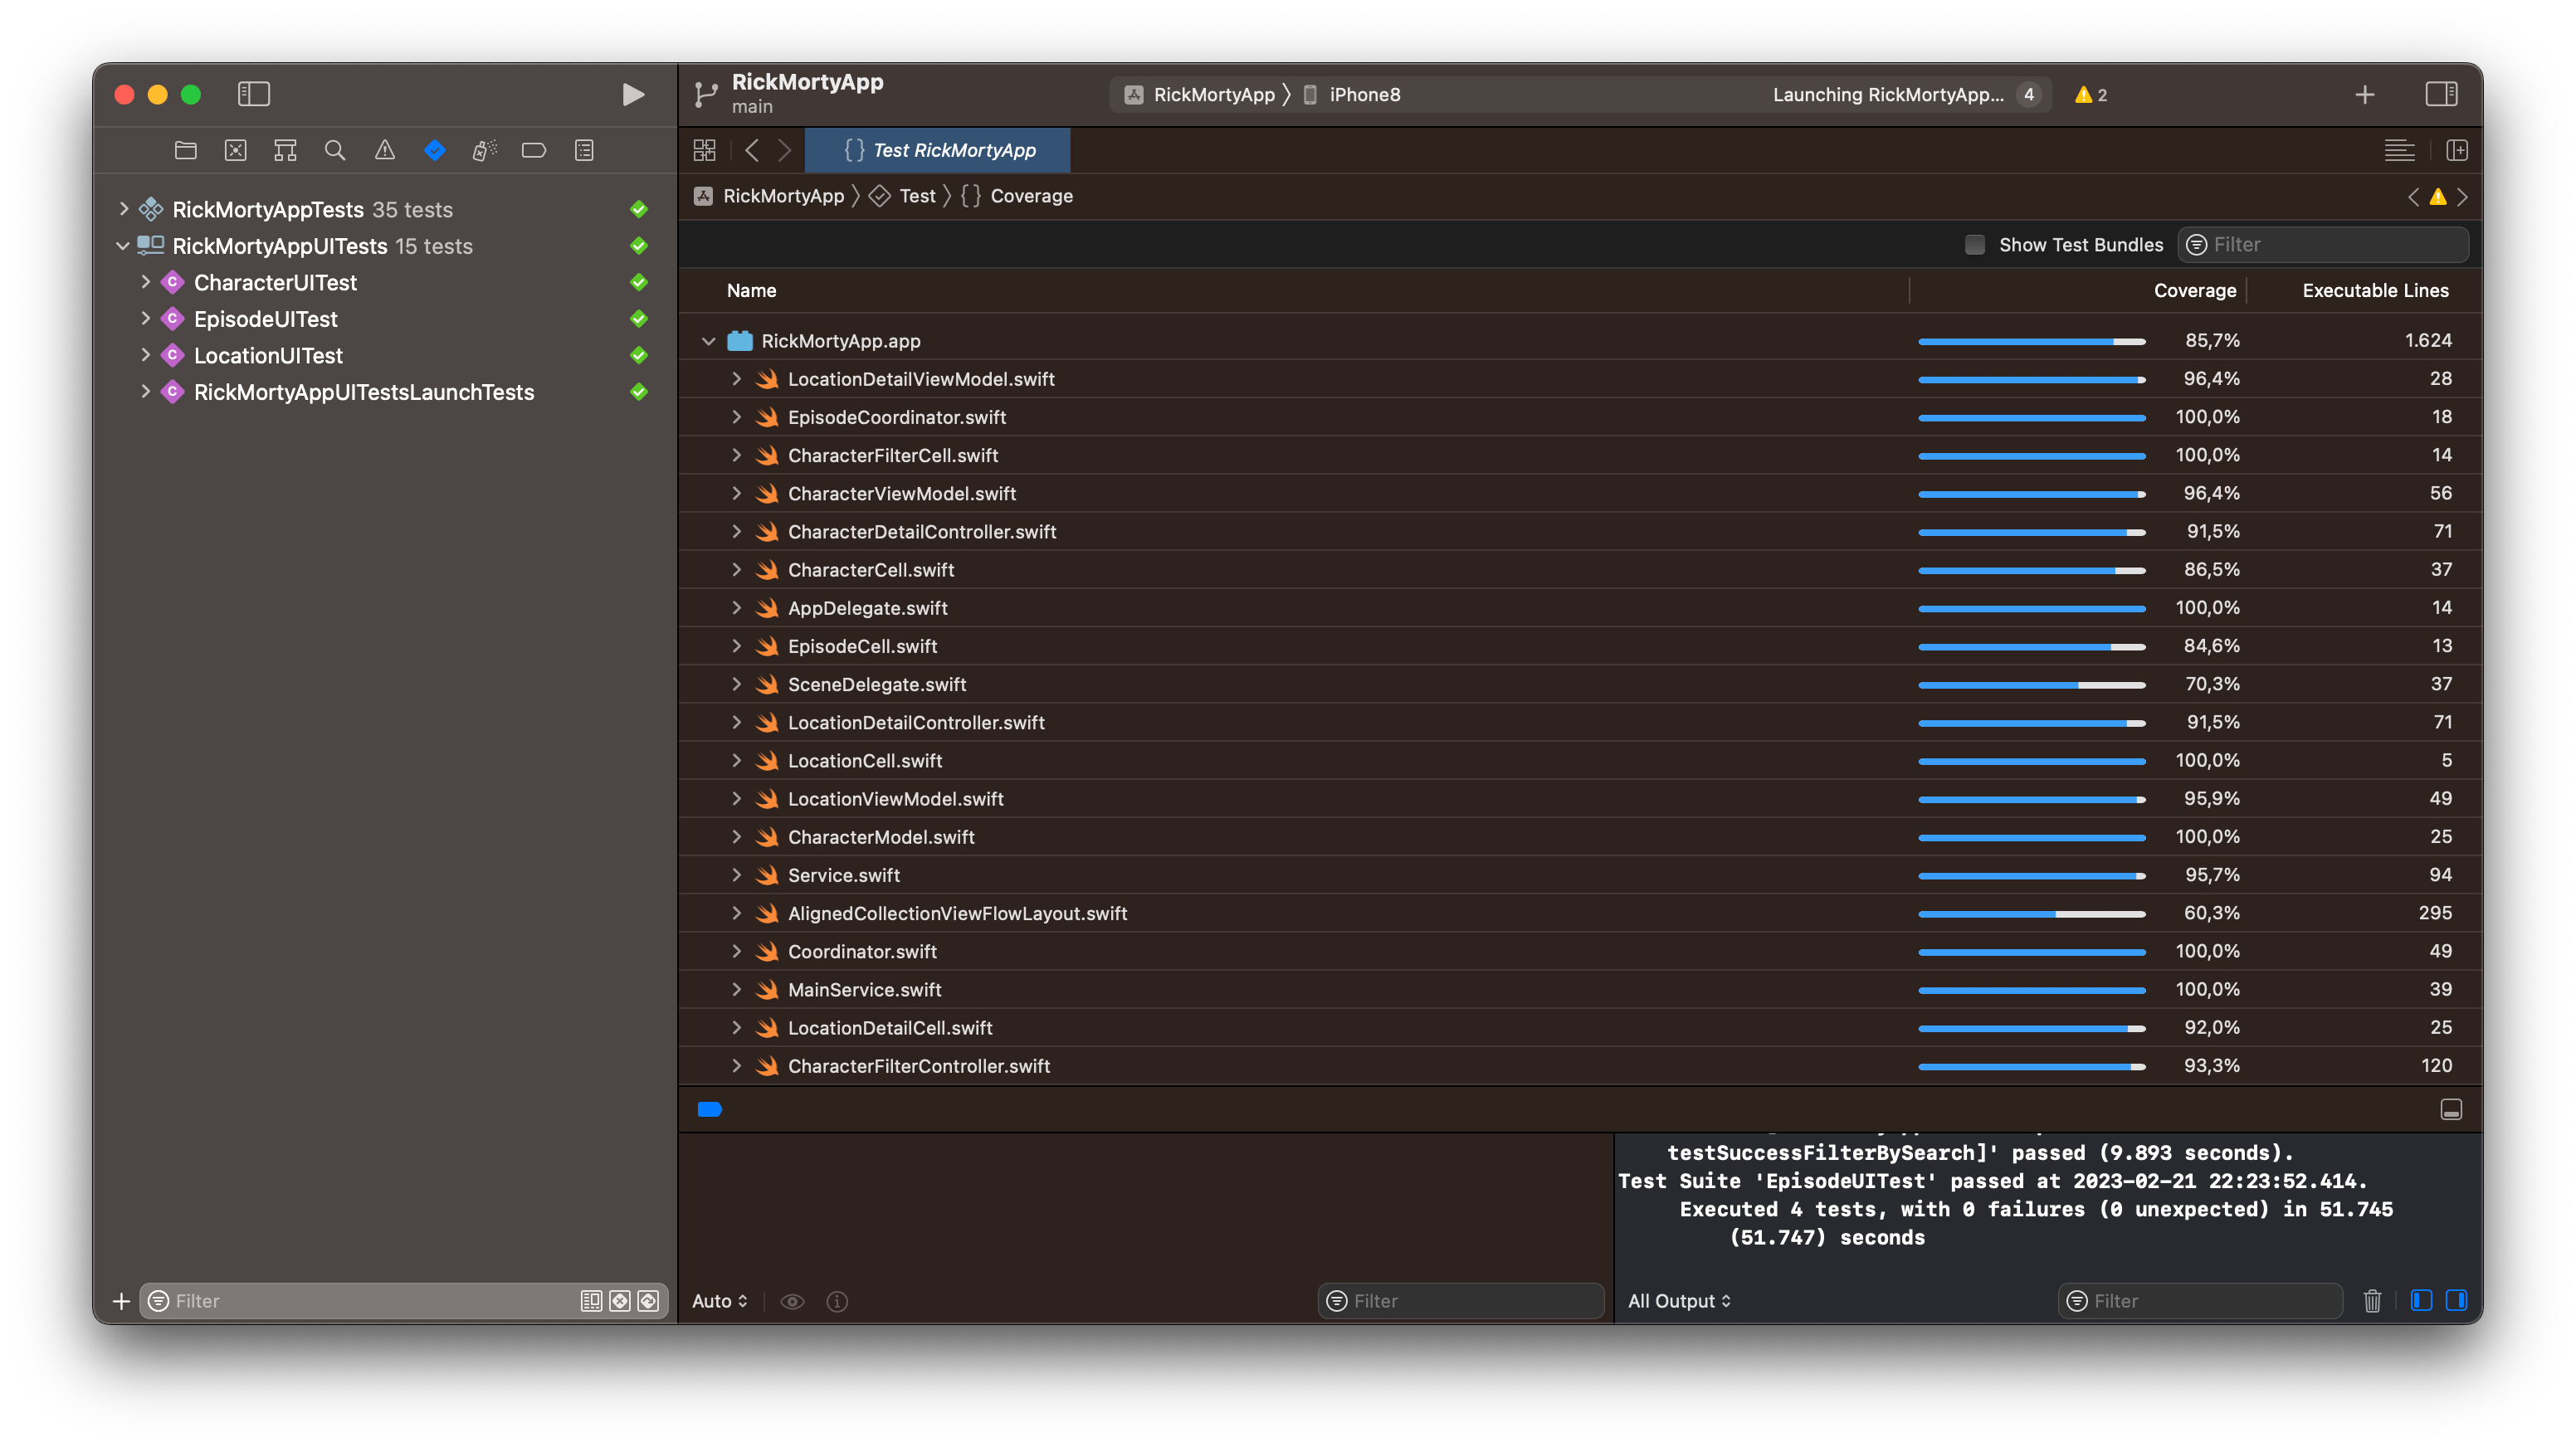 RickMortyApp
main
RickMortyApp
iPhone8
Launching RickMortyApp...
4
2
Test RickMortyApp
RickMortyApp
Test
Coverage
RickMortyAppTests 35 tests
RickMortyAppUITests 15 tests
CharacterUITest
EpisodeUITest
LocationUITest
RickMortyAppUITestsLaunchTests
Show Test Bundles
Filter
Name Coverage Executable Lines
RickMortyApp.app 85,7% 1.624
LocationDetailViewModel.swift 96,4% 28
EpisodeCoordinator.swift 100,0% 18
CharacterFilterCell.swift 100,0% 14
CharacterViewModel.swift 96,4% 56
CharacterDetailController.swift 91,5% 71
CharacterCell.swift 86,5% 37
AppDelegate.swift 100,0% 14
EpisodeCell.swift 84,6% 13
SceneDelegate.swift 70,3% 37
LocationDetailController.swift 91,5% 71
LocationCell.swift 100,0% 5
LocationViewModel.swift 95,9% 49
CharacterModel.swift 100,0% 25
Service.swift 95,7% 94
AlignedCollectionViewFlowLayout.swift 60,3% 295
Coordinator.swift 100,0% 49
MainService.swift 100,0% 39
LocationDetailCell.swift 92,0% 25
CharacterFilterController.swift 93,3% 120
testSuccessFilterBySearch]' passed (9.893 seconds).
Test Suite 'EpisodeUITest' passed at 2023-02-21 22:23:52.414.
Executed 4 tests, with 0 failures (0 unexpected) in 51.745
(51.747) seconds
Filter
Auto
Filter
All Output
Filter